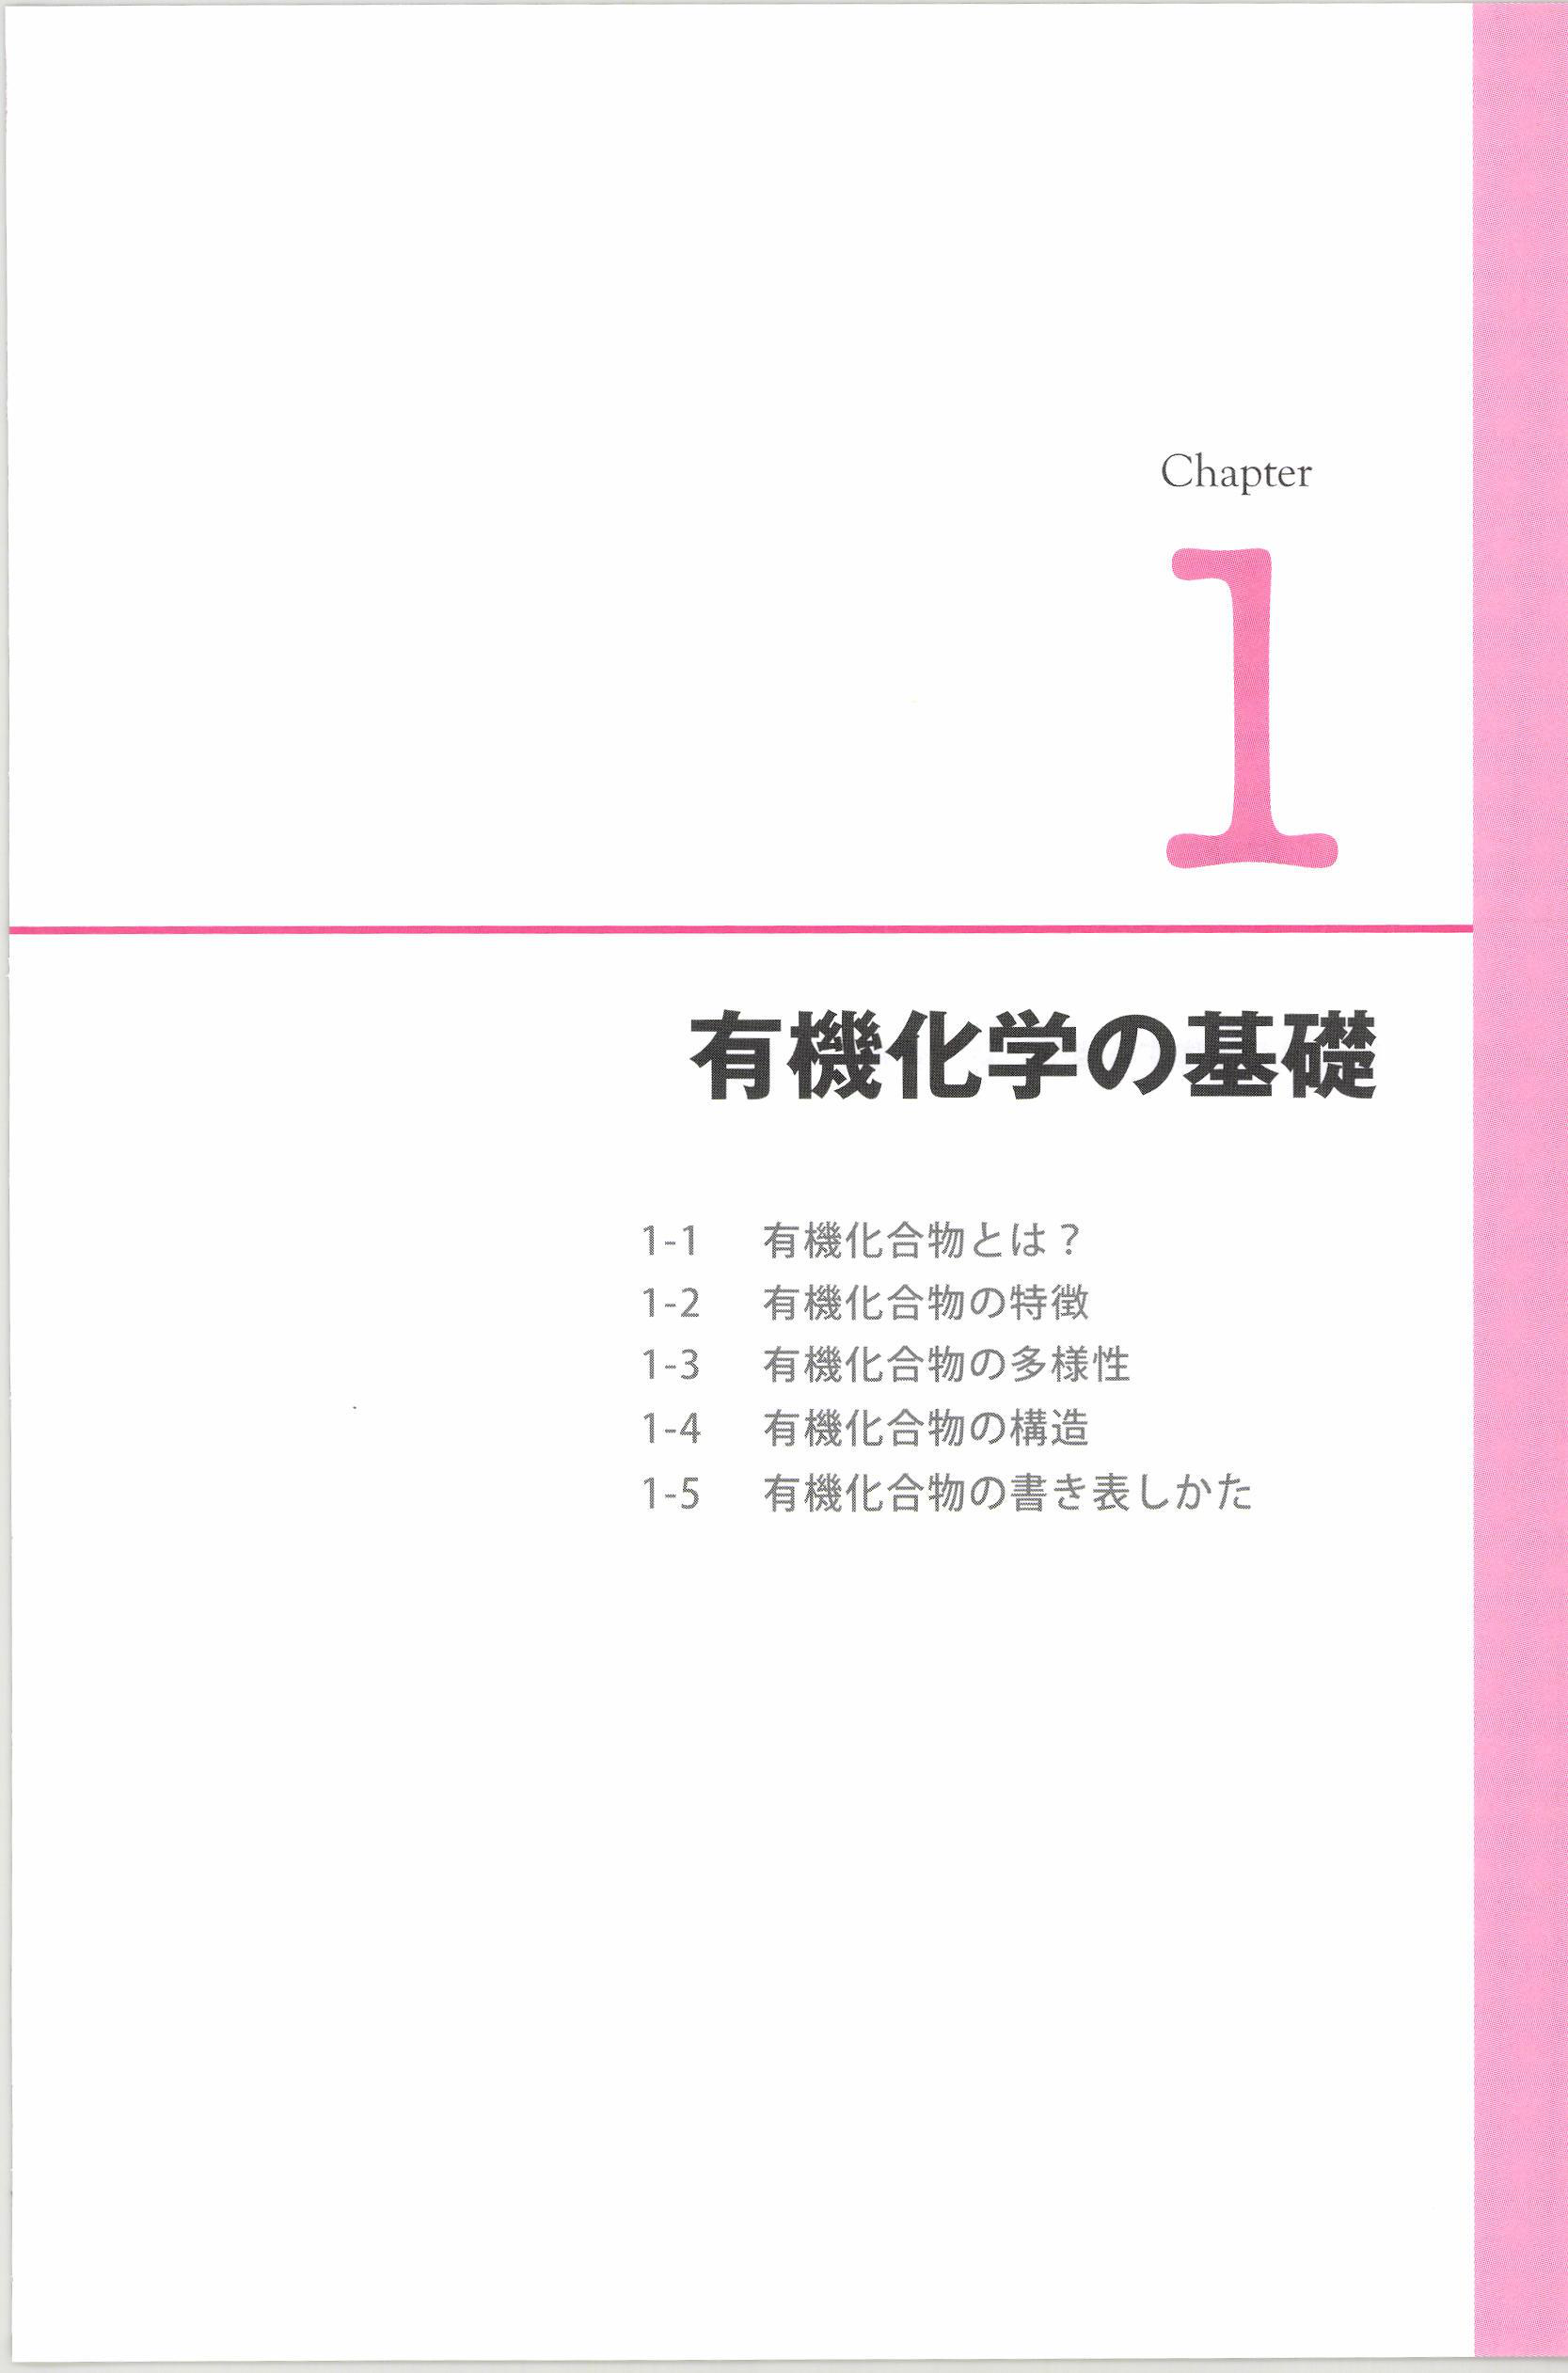 Chapter
1
有機化学の基礎
1-1 有機化合物とは？
1-2 有機化合物の特徴
1-3 有機化合物の多様性
1-4 有機化合物の構造
1-5 有機化合物の書き表しかた